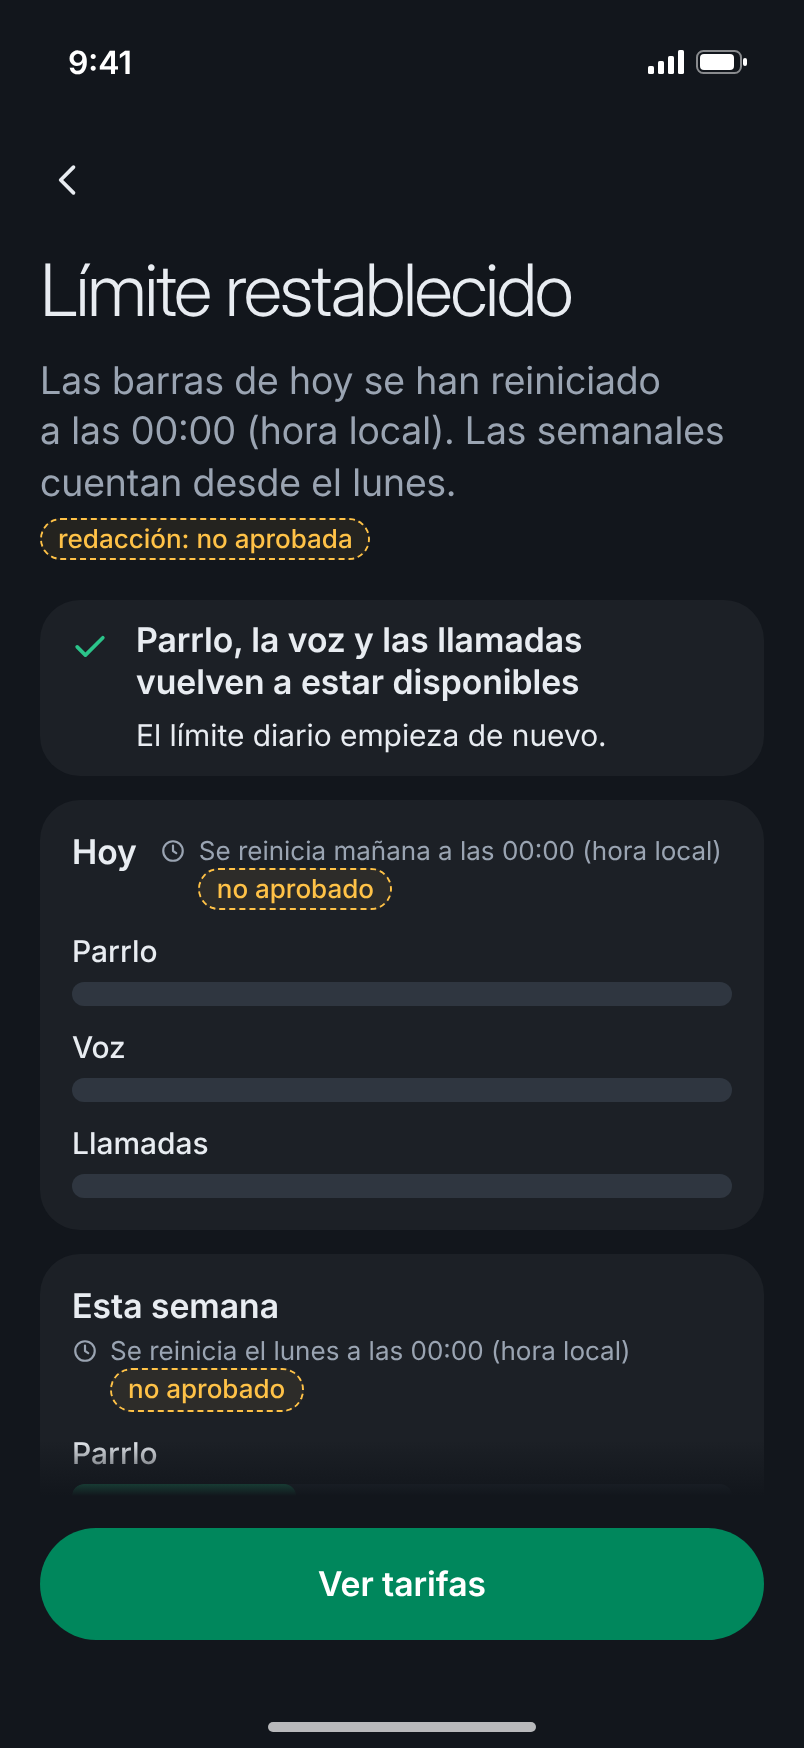 9:41
Límite restablecido
Las barras de hoy se han reiniciado
a las 00:00 (hora local). Las semanales
cuentan desde el lunes.
redacción: no aprobada
Parrlo, la voz y las llamadas
vuelven a estar disponibles
El límite diario empieza de nuevo.
Hoy Se reinicia mañana a las 00:00 (hora local)
no aprobado
Parrlo
Voz
Llamadas
Esta semana
Se reinicia el lunes a las 00:00 (hora local)
no aprobado
Parrlo
Ver tarifas